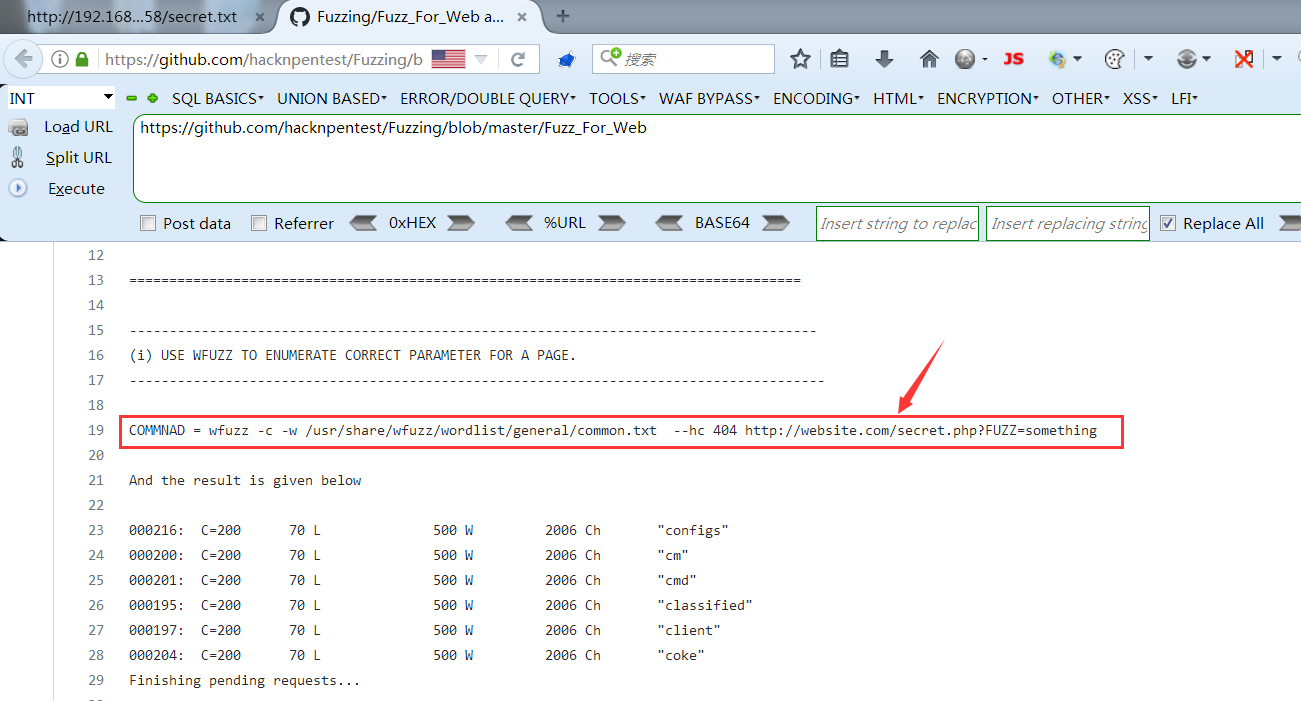 http://192.168...58/secret.txt × Fuzzing/Fuzz_For_Web a... ×
https://github.com/hacknpentest/Fuzzing/b 搜索 JS
INT SQL BASICS UNION BASED ERROR/DOUBLE QUERY TOOLS WAF BYPASS ENCODING HTML ENCRYPTION OTHER XSS LFI
Load URL https://github.com/hacknpentest/Fuzzing/blob/master/Fuzz_For_Web
Split URL
Execute
Post data Referrer 0xHEX %URL BASE64 Insert string to replac Insert replacing string Replace All
12
13 ====================================================================================
14
15 --------------------------------------------------------------------------------------
16 (i) USE WFUZZ TO ENUMERATE CORRECT PARAMETER FOR A PAGE.
17 ---------------------------------------------------------------------------------------
18
19 COMMNAD = wfuzz -c -w /usr/share/wfuzz/wordlist/general/common.txt  --hc 404 http://website.com/secret.php?FUZZ=something
20
21 And the result is given below
22
23 000216:  C=200      70 L              500 W         2006 Ch       "configs"
24 000200:  C=200      70 L              500 W         2006 Ch       "cm"
25 000201:  C=200      70 L              500 W         2006 Ch       "cmd"
26 000195:  C=200      70 L              500 W         2006 Ch       "classified"
27 000197:  C=200      70 L              500 W         2006 Ch       "client"
28 000204:  C=200      70 L              500 W         2006 Ch       "coke"
29 Finishing pending requests...